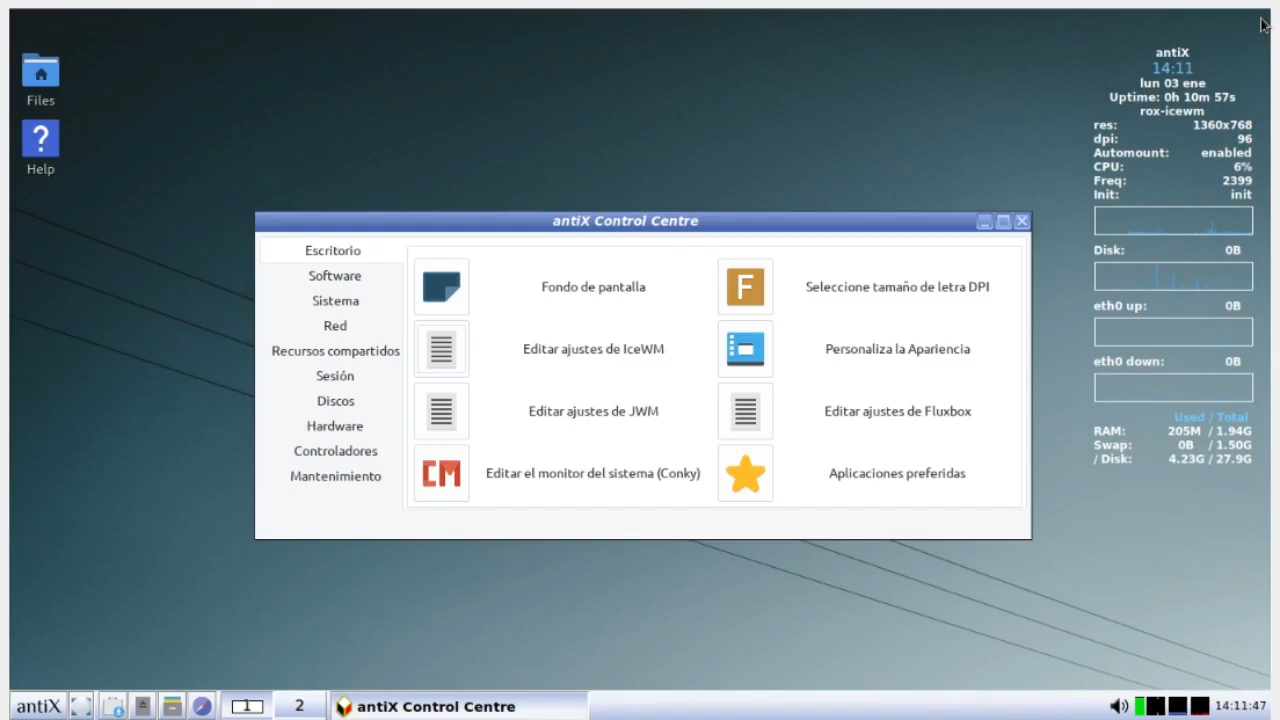 Files
Help
antiX
14:11
lun 03 ene
Uptime: 0h 10m 57s
rox-icewm
res: 1360x768
dpi: 96
Automount: enabled
CPU: 6%
Freq: 2399
Init: init
Disk: 0B
eth0 up: 0B
eth0 down: 0B
Used / Total
RAM: 205M / 1.94G
Swap: 0B / 1.50G
/ Disk: 4.23G / 27.9G
antiX Control Centre
Escritorio
Software
Sistema
Red
Recursos compartidos
Sesión
Discos
Hardware
Controladores
Mantenimiento
Fondo de pantalla
F
Seleccione tamaño de letra DPI
Editar ajustes de IceWM
Personaliza la Apariencia
Editar ajustes de JWM
Editar ajustes de Fluxbox
CM
Editar el monitor del sistema (Conky)
Aplicaciones preferidas
antiX
1
2
antiX Control Centre
14:11:47